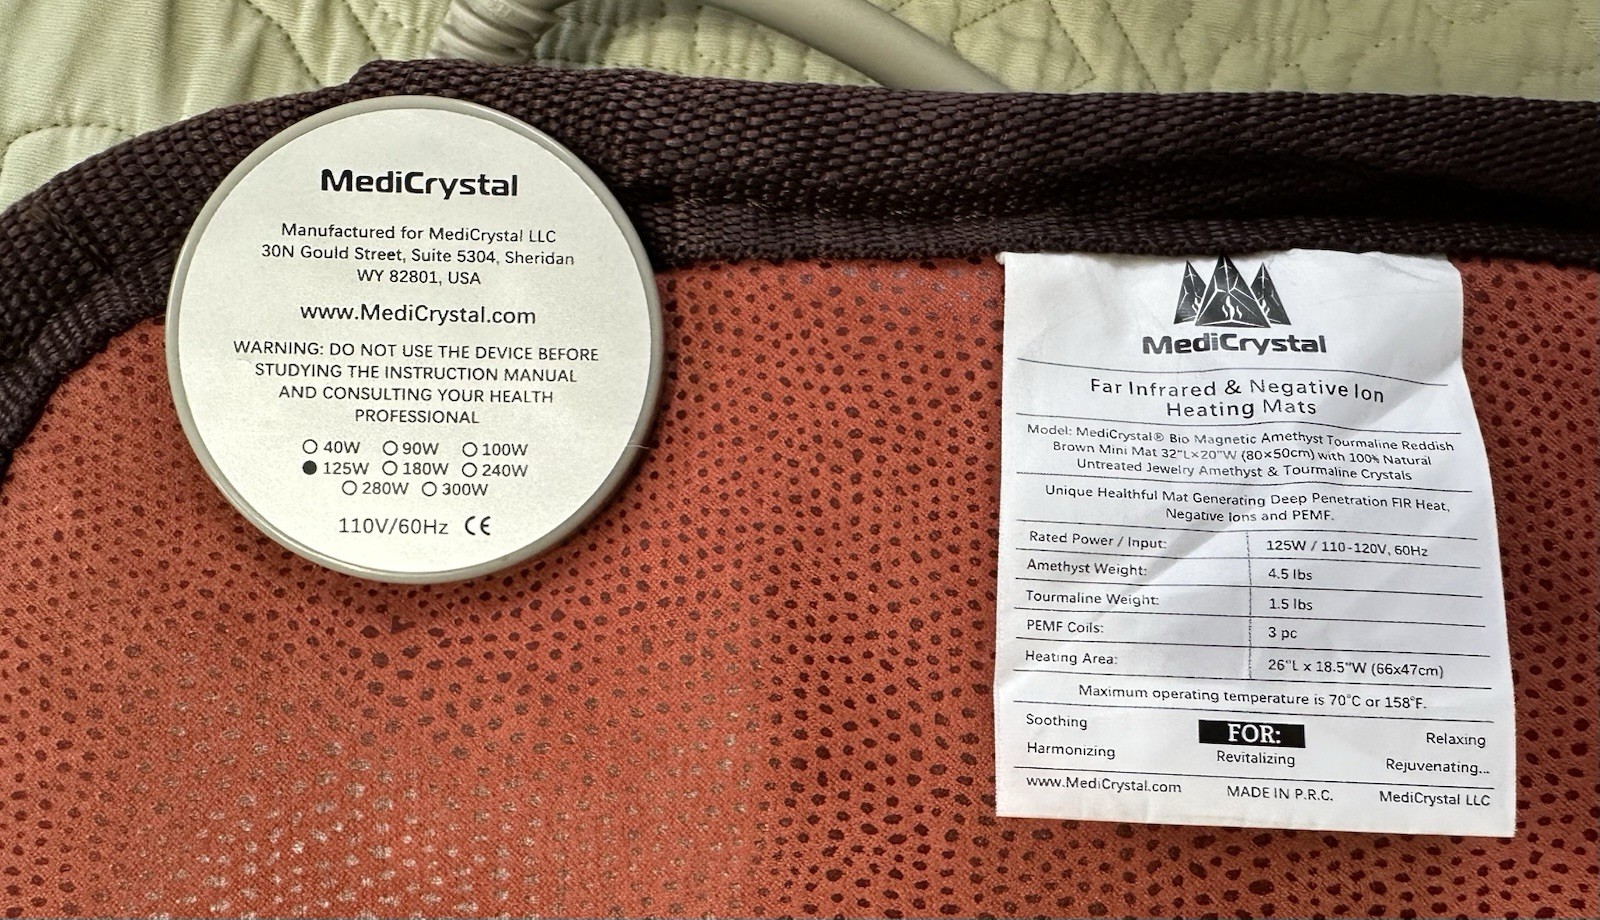 MediCrystal
Manufactured for MediCrystal LLC
30N Gould Street, Suite 5304, Sheridan
WY 82801, USA
www.MediCrystal.com
WARNING: DO NOT USE THE DEVICE BEFORE
STUDYING THE INSTRUCTION MANUAL
AND CONSULTING YOUR HEALTH
PROFESSIONAL
○ 40W ○ 90W ○ 100W
● 125W ○ 180W ○ 240W
○ 280W ○ 300W
110V/60Hz CE
MediCrystal
Far Infrared & Negative Ion
Heating Mats
Model: MediCrystal® Bio Magnetic Amethyst Tourmaline Reddish
Brown Mini Mat 32"L×20"W (80×50cm) with 100% Natural
Untreated Jewelry Amethyst & Tourmaline Crystals
Unique Healthful Mat Generating Deep Penetration FIR Heat,
Negative Ions and PEMF.
Rated Power / Input: 125W / 110-120V, 60Hz
Amethyst Weight: 4.5 lbs
Tourmaline Weight: 1.5 lbs
PEMF Coils: 3 pc
Heating Area: 26"L x 18.5"W (66x47cm)
Maximum operating temperature is 70°C or 158°F.
Soothing FOR: Relaxing
Harmonizing Revitalizing Rejuvenating...
www.MediCrystal.com MADE IN P.R.C. MediCrystal LLC